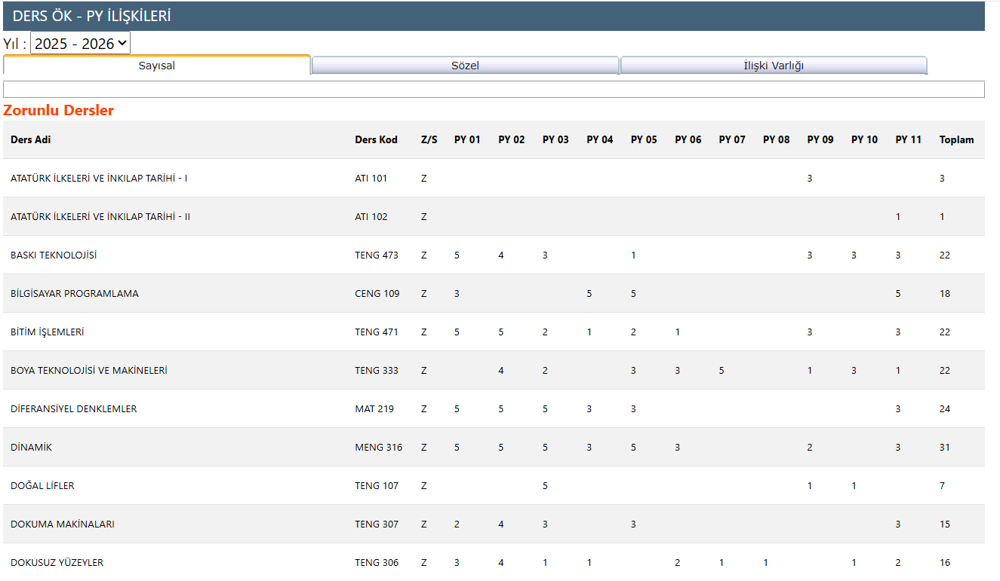 DERS ÖK - PY İLİŞKİLERİ
Yıl : 2025 - 2026
Sayısal Sözel İlişki Varlığı
Zorunlu Dersler
Ders Adi Ders Kod Z/S PY 01 PY 02 PY 03 PY 04 PY 05 PY 06 PY 07 PY 08 PY 09 PY 10 PY 11 Toplam
ATATÜRK İLKELERİ VE İNKILAP TARİHİ - I ATI 101 Z 3 3
ATATÜRK İLKELERİ VE İNKILAP TARİHİ - II ATI 102 Z 1 1
BASKI TEKNOLOJİSİ TENG 473 Z 5 4 3 1 3 3 3 22
BİLGİSAYAR PROGRAMLAMA CENG 109 Z 3 5 5 5 18
BİTİM İŞLEMLERİ TENG 471 Z 5 5 2 1 2 1 3 3 22
BOYA TEKNOLOJİSİ VE MAKİNELERİ TENG 333 Z 4 2 3 3 5 1 3 1 22
DİFERANSİYEL DENKLEMLER MAT 219 Z 5 5 5 3 3 3 24
DİNAMİK MENG 316 Z 5 5 5 3 5 3 2 3 31
DOĞAL LİFLER TENG 107 Z 5 1 1 7
DOKUMA MAKİNALARI TENG 307 Z 2 4 3 3 3 15
DOKUSUZ YÜZEYLER TENG 306 Z 3 4 1 1 2 1 1 1 2 16